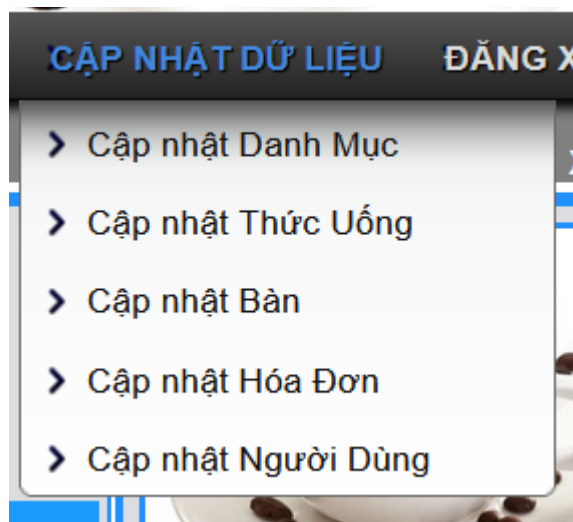 CẬP NHẬT DỮ LIỆU ĐĂNG X
Cập nhật Danh Mục
Cập nhật Thức Uống
Cập nhật Bàn
Cập nhật Hóa Đơn
Cập nhật Người Dùng